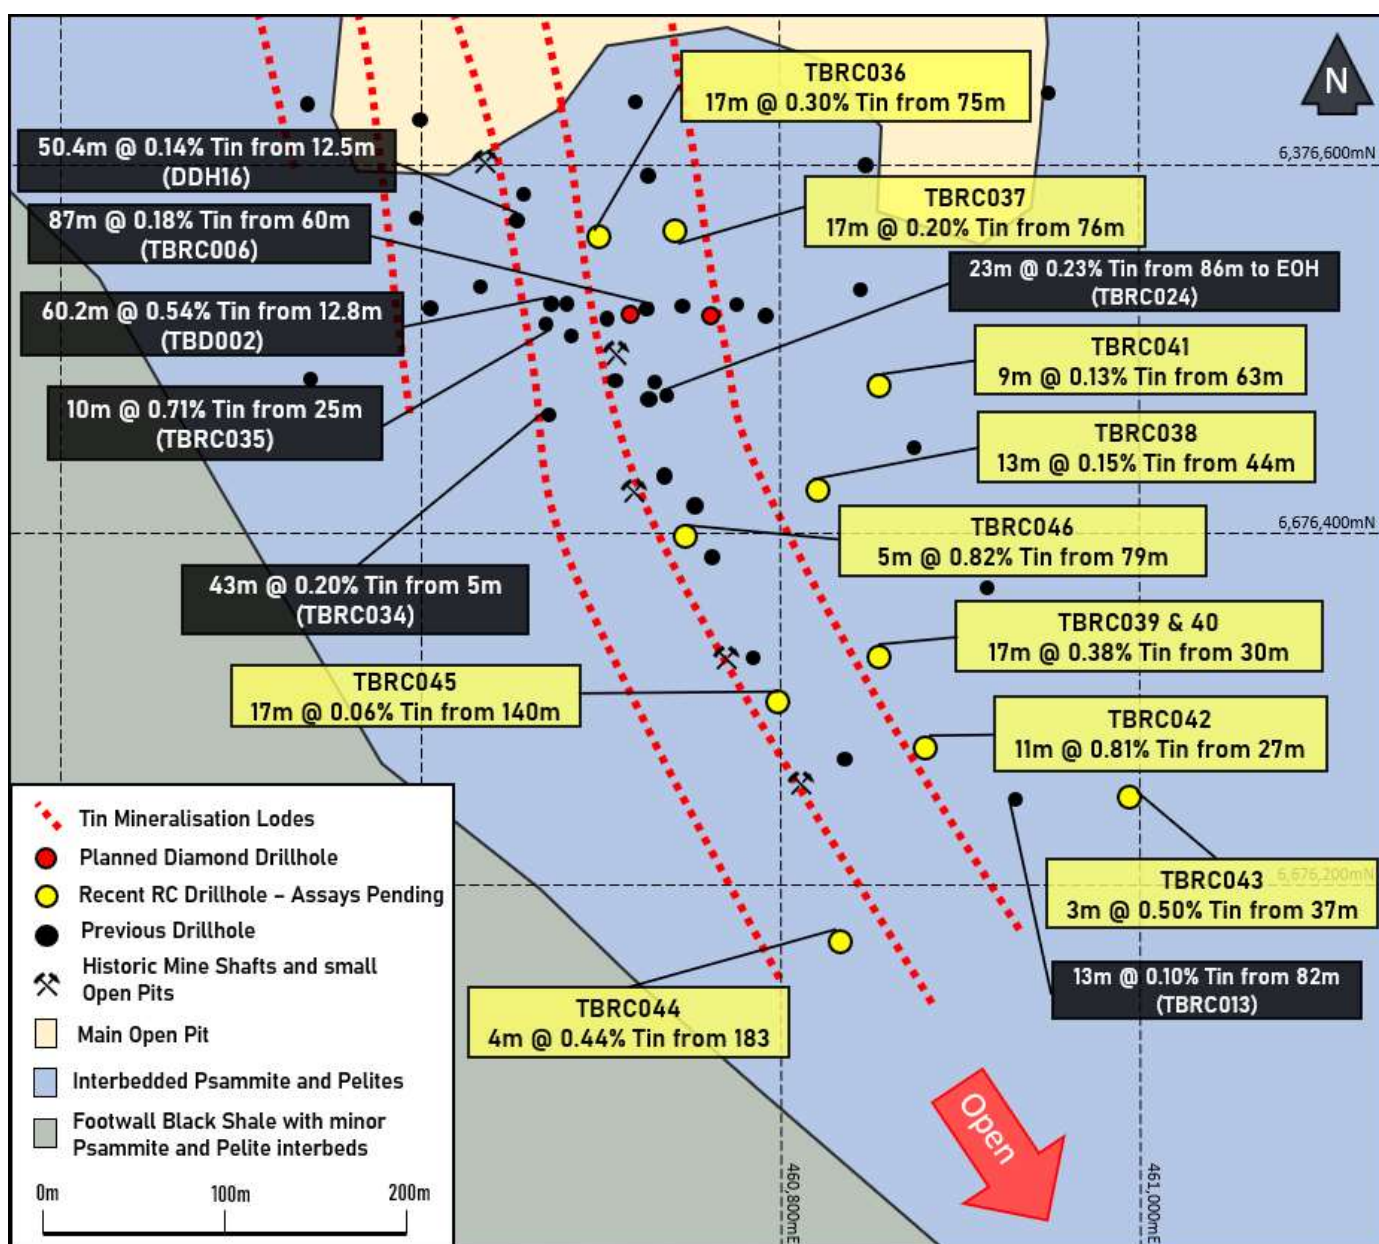 N
TBRC036
17m @ 0.30% Tin from 75m
50.4m @ 0.14% Tin from 12.5m
(DDH16)
6,376,600mN
TBRC037
17m @ 0.20% Tin from 76m
87m @ 0.18% Tin from 60m
(TBRC006)
23m @ 0.23% Tin from 86m to EOH
(TBRC024)
60.2m @ 0.54% Tin from 12.8m
(TBD002)
TBRC041
9m @ 0.13% Tin from 63m
10m @ 0.71% Tin from 25m
(TBRC035)
TBRC038
13m @ 0.15% Tin from 44m
6,676,400mN
TBRC046
5m @ 0.82% Tin from 79m
43m @ 0.20% Tin from 5m
(TBRC034)
TBRC039 & 40
17m @ 0.38% Tin from 30m
TBRC045
17m @ 0.06% Tin from 140m
TBRC042
11m @ 0.81% Tin from 27m
TBRC043
6,676,200mN
3m @ 0.50% Tin from 37m
13m @ 0.10% Tin from 82m
(TBRC013)
TBRC044
4m @ 0.44% Tin from 183
Open
460,800mE
461,000mE
Tin Mineralisation Lodes
Planned Diamond Drillhole
Recent RC Drillhole – Assays Pending
Previous Drillhole
Historic Mine Shafts and small
Open Pits
Main Open Pit
Interbedded Psammite and Pelites
Footwall Black Shale with minor
Psammite and Pelite interbeds
0m 100m 200m